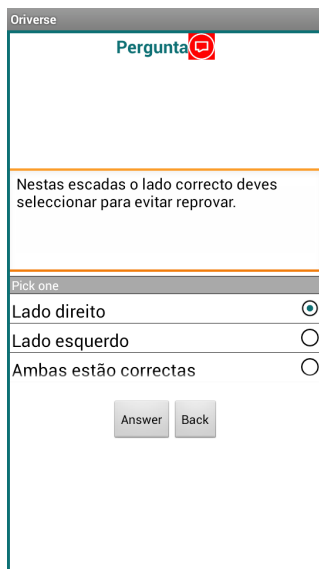 Oriverse
Pergunta
Nestas escadas o lado correcto deves
seleccionar para evitar reprovar.
Pick one
Lado direito
Lado esquerdo
Ambas estão correctas
Answer Back